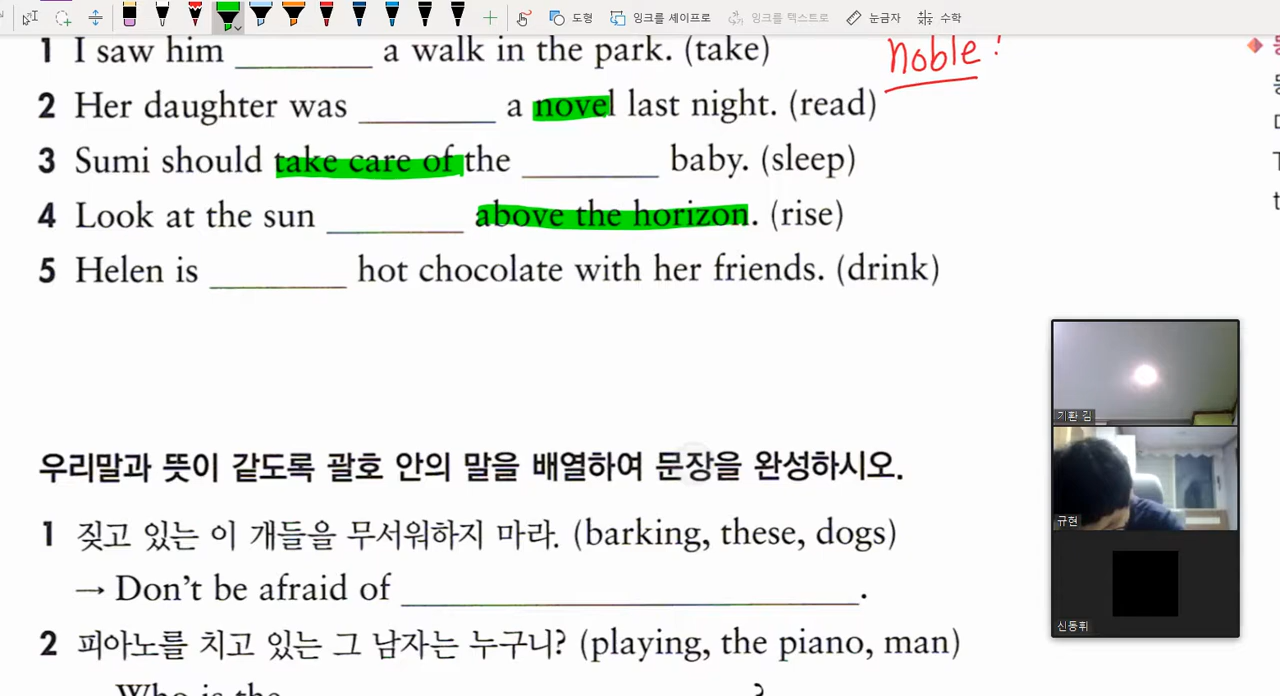 도형 잉크를 셰이프로 잉크를 텍스트로 눈금자 수학
1 I saw him ________ a walk in the park. (take)
noble!
2 Her daughter was ________ a novel last night. (read)
3 Sumi should take care of the ________ baby. (sleep)
4 Look at the sun ________ above the horizon. (rise)
5 Helen is ________ hot chocolate with her friends. (drink)
기환 김
우리말과 뜻이 같도록 괄호 안의 말을 배열하여 문장을 완성하시오.
규현
1 짖고 있는 이 개들을 무서워하지 마라. (barking, these, dogs)
→ Don't be afraid of ________________________.
신동휘
2 피아노를 치고 있는 그 남자는 누구니? (playing, the piano, man)
Who is the ________________________?